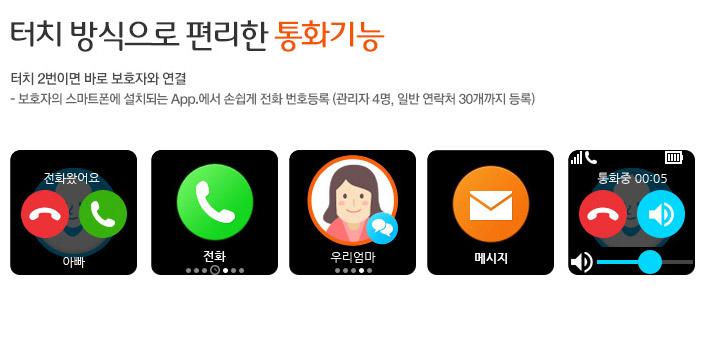 터치 방식으로 편리한 통화기능
터치 2번이면 바로 보호자와 연결
- 보호자의 스마트폰에 설치되는 App.에서 손쉽게 전화 번호등록 (관리자 4명, 일반 연락처 30개까지 등록)
전화왔어요
아빠
전화
우리엄마
메시지
통화중 00:05